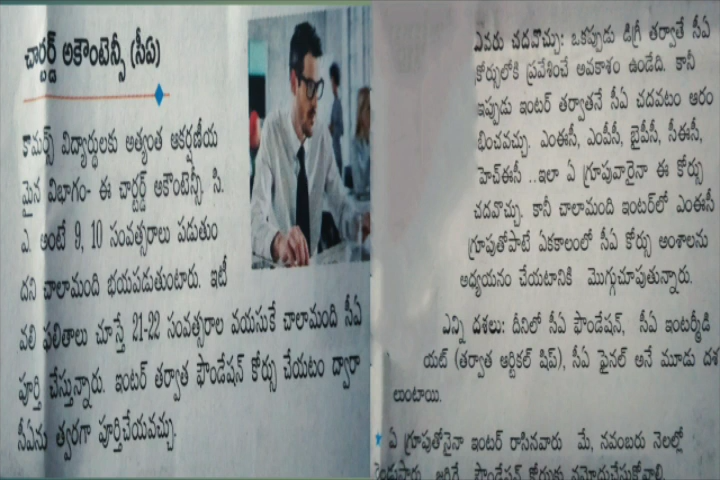 చార్టర్డ్ అకౌంటెన్సీ (సీఏ)
కామర్స్ విద్యార్థులకు అత్యంత ఆకర్షణీయ
మైన విభాగం- ఈ చార్టర్డ్ అకౌంటెన్సీ. సి.
ఎ. అంటే 9, 10 సంవత్సరాలు పడుతుం
దని చాలామంది భయపడుతుంటారు. ఇటీ
వలి ఫలితాలు చూస్తే 21-22 సంవత్సరాల వయసుకే చాలామంది సీఏ
పూర్తి చేస్తున్నారు. ఇంటర్ తర్వాత ఫౌండేషన్ కోర్సు చేయటం ద్వారా
సీఏను త్వరగా పూర్తిచేయవచ్చు.
ఎవరు చదవొచ్చు: ఒకప్పుడు డిగ్రీ తర్వాతే సీఏ
కోర్సులోకి ప్రవేశించే అవకాశం ఉండేది. కానీ
ఇప్పుడు ఇంటర్ తర్వాతనే సీఏ చదవటం ఆరం
భించవచ్చు. ఎంఈసీ, ఎంపీసీ, బైపీసీ, సీఈసీ,
హెచ్ఈసీ ..ఇలా ఏ గ్రూపువారైనా ఈ కోర్సు
చదవొచ్చు. కానీ చాలామంది ఇంటర్‌లో ఎంఈసీ
గ్రూపుతోపాటే ఏకకాలంలో సీఏ కోర్సు అంశాలను
అధ్యయనం చేయటానికి మొగ్గుచూపుతున్నారు.
ఎన్ని దశలు: దీనిలో సీఏ ఫౌండేషన్, సీఏ ఇంటర్మీడి
యట్ (తర్వాత ఆర్టికల్ షిప్), సీఏ ఫైనల్ అనే మూడు దశ
లుంటాయి.
ఏ గ్రూపుతోనైనా ఇంటర్ రాసినవారు మే, నవంబరు నెలల్లో
జరిగే ఫౌండేషన్ కోర్సుకు నమోదుచేసుకోవాలి.